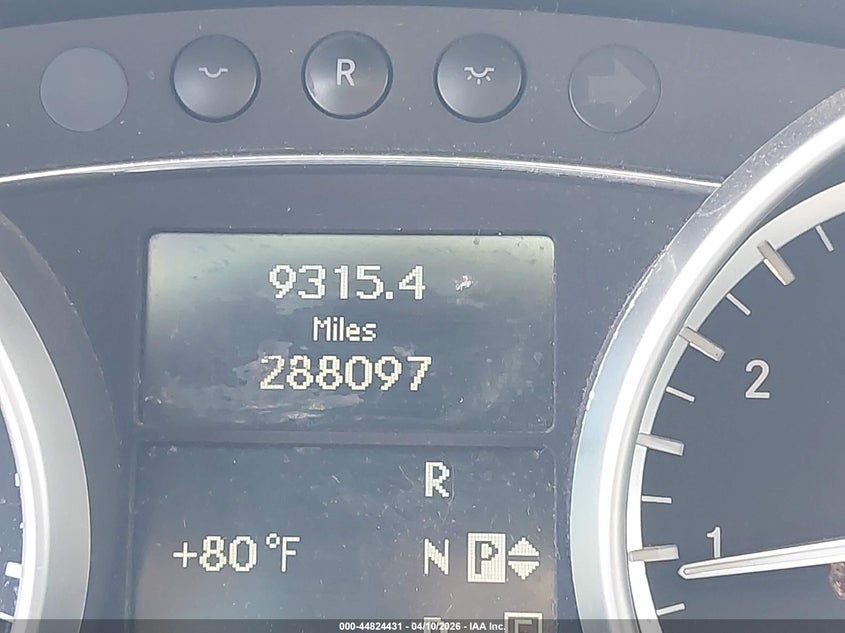 R
9315.4
Miles
288097
2
R
+80°F
N P
1
000-44824431 - 04/10/2026 - IAA Inc.